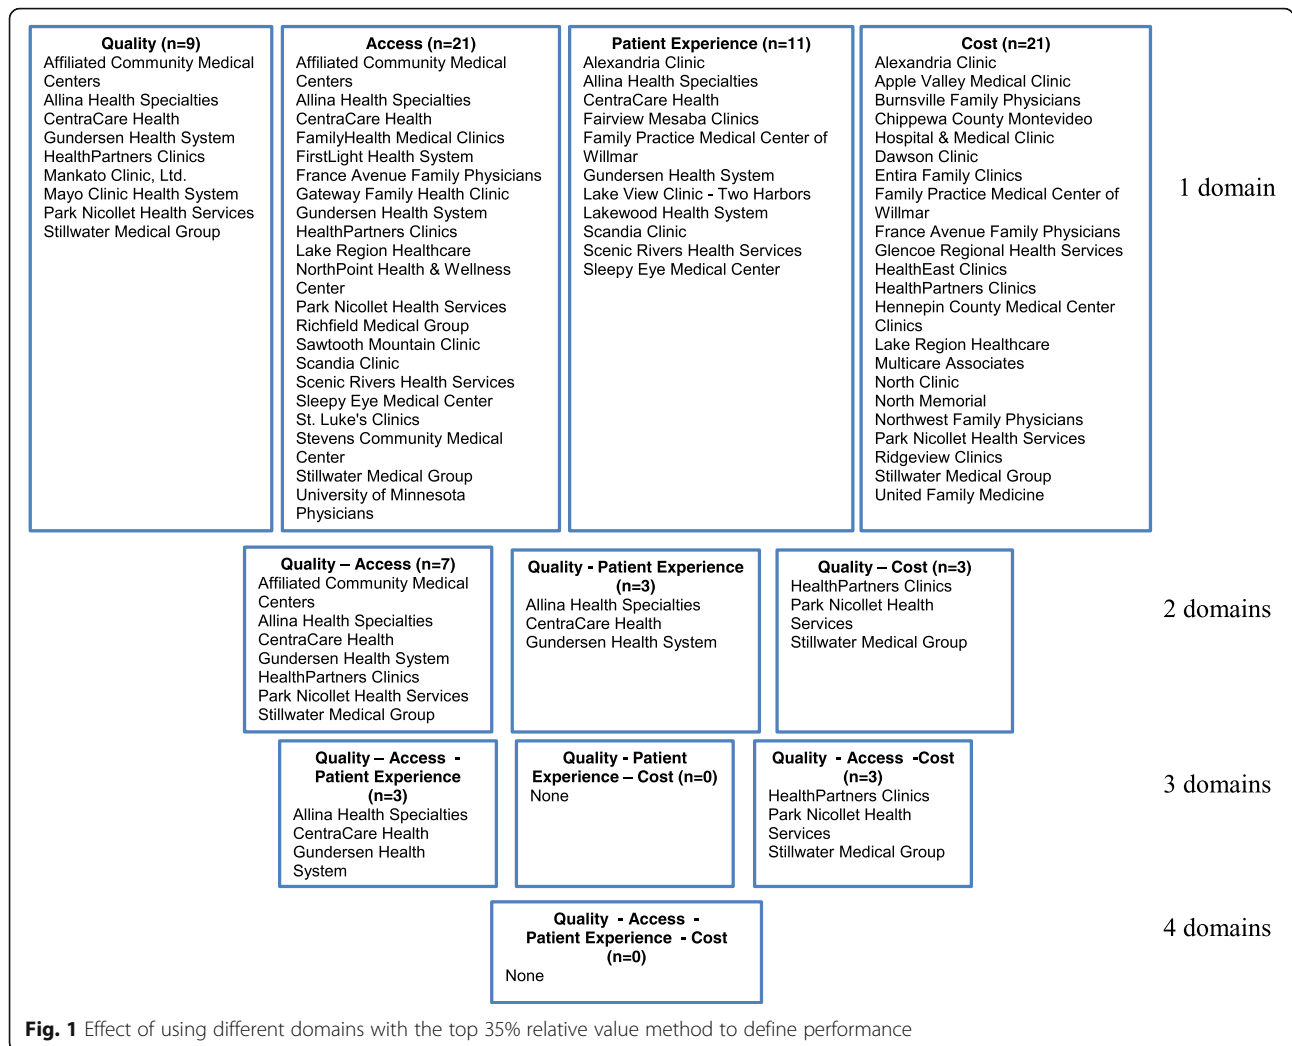 Quality (n=9)
Affiliated Community Medical
Centers
Allina Health Specialties
CentraCare Health
Gundersen Health System
HealthPartners Clinics
Mankato Clinic, Ltd.
Mayo Clinic Health System
Park Nicollet Health Services
Stillwater Medical Group
Access (n=21)
Affiliated Community Medical
Centers
Allina Health Specialties
CentraCare Health
FamilyHealth Medical Clinics
FirstLight Health System
France Avenue Family Physicians
Gateway Family Health Clinic
Gundersen Health System
HealthPartners Clinics
Lake Region Healthcare
NorthPoint Health & Wellness
Center
Park Nicollet Health Services
Richfield Medical Group
Sawtooth Mountain Clinic
Scandia Clinic
Scenic Rivers Health Services
Sleepy Eye Medical Center
St. Luke's Clinics
Stevens Community Medical
Center
Stillwater Medical Group
University of Minnesota
Physicians
Patient Experience (n=11)
Alexandria Clinic
Allina Health Specialties
CentraCare Health
Fairview Mesaba Clinics
Family Practice Medical Center of
Willmar
Gundersen Health System
Lake View Clinic - Two Harbors
Lakewood Health System
Scandia Clinic
Scenic Rivers Health Services
Sleepy Eye Medical Center
Cost (n=21)
Alexandria Clinic
Apple Valley Medical Clinic
Burnsville Family Physicians
Chippewa County Montevideo
Hospital & Medical Clinic
Dawson Clinic
Entira Family Clinics
Family Practice Medical Center of
Willmar
France Avenue Family Physicians
Glencoe Regional Health Services
HealthEast Clinics
HealthPartners Clinics
Hennepin County Medical Center
Clinics
Lake Region Healthcare
Multicare Associates
North Clinic
North Memorial
Northwest Family Physicians
Park Nicollet Health Services
Ridgeview Clinics
Stillwater Medical Group
United Family Medicine
1 domain
Quality – Access (n=7)
Affiliated Community Medical
Centers
Allina Health Specialties
CentraCare Health
Gundersen Health System
HealthPartners Clinics
Park Nicollet Health Services
Stillwater Medical Group
Quality - Patient Experience
(n=3)
Allina Health Specialties
CentraCare Health
Gundersen Health System
Quality – Cost (n=3)
HealthPartners Clinics
Park Nicollet Health
Services
Stillwater Medical Group
2 domains
Quality – Access -
Patient Experience
(n=3)
Allina Health Specialties
CentraCare Health
Gundersen Health
System
Quality - Patient
Experience – Cost (n=0)
None
Quality - Access -Cost
(n=3)
HealthPartners Clinics
Park Nicollet Health
Services
Stillwater Medical Group
3 domains
Quality - Access -
Patient Experience - Cost
(n=0)
None
4 domains
Fig. 1 Effect of using different domains with the top 35% relative value method to define performance